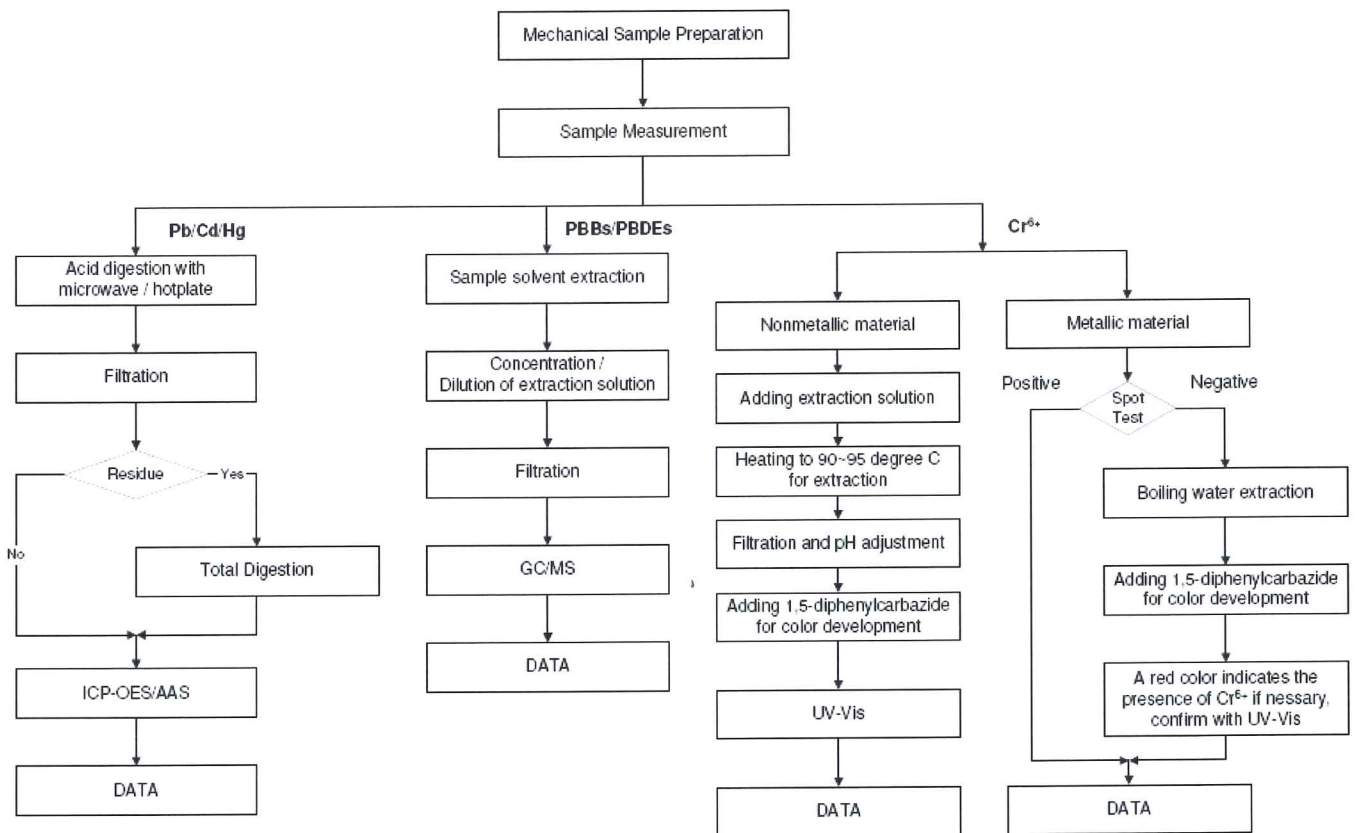 Mechanical Sample Preparation
Sample Measurement
Pb/Cd/Hg
Acid digestion with
microwave / hotplate
Filtration
Residue
Yes
No
Total Digestion
ICP-OES/AAS
DATA
PBBs/PBDEs
Sample solvent extraction
Concentration /
Dilution of extraction solution
Filtration
GC/MS
DATA
Cr⁶⁺
Nonmetallic material
Adding extraction solution
Heating to 90~95 degree C
for extraction
Filtration and pH adjustment
Adding 1,5-diphenylcarbazide
for color development
UV-Vis
DATA
Metallic material
Positive
Negative
Spot
Test
Boiling water extraction
Adding 1,5-diphenylcarbazide
for color development
A red color indicates the
presence of Cr⁶⁺ if nessary,
confirm with UV-Vis
DATA